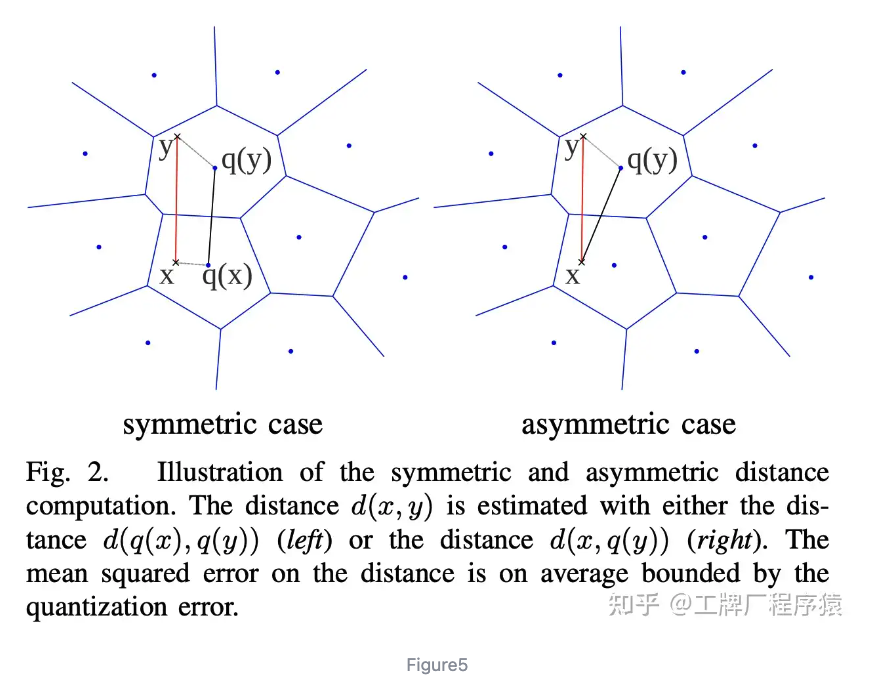 y
q(y)
x
q(x)
y
q(y)
x
symmetric case
asymmetric case
Fig. 2. Illustration of the symmetric and asymmetric distance
computation. The distance d(x, y) is estimated with either the dis-
tance d(q(x), q(y)) (left) or the distance d(x, q(y)) (right). The
mean squared error on the distance is on average bounded by the
quantization error.
知乎 @工牌厂程序猿
Figure5